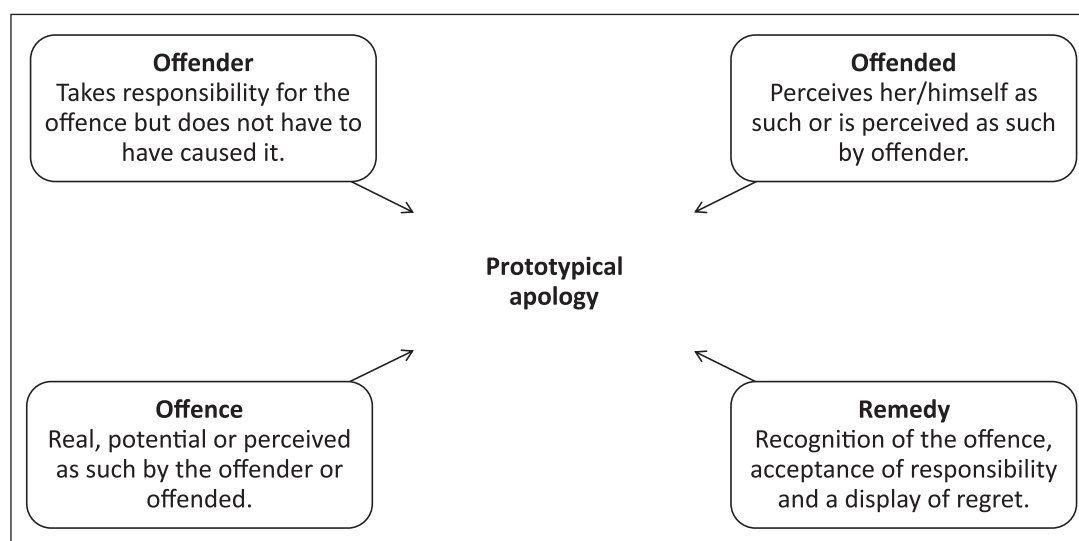 Offender
Takes responsibility for the
offence but does not have to
have caused it.
Offended
Perceives her/himself as
such or is perceived as such
by offender.
Prototypical
apology
Offence
Real, potential or perceived
as such by the offender or
offended.
Remedy
Recognition of the offence,
acceptance of responsibility
and a display of regret.